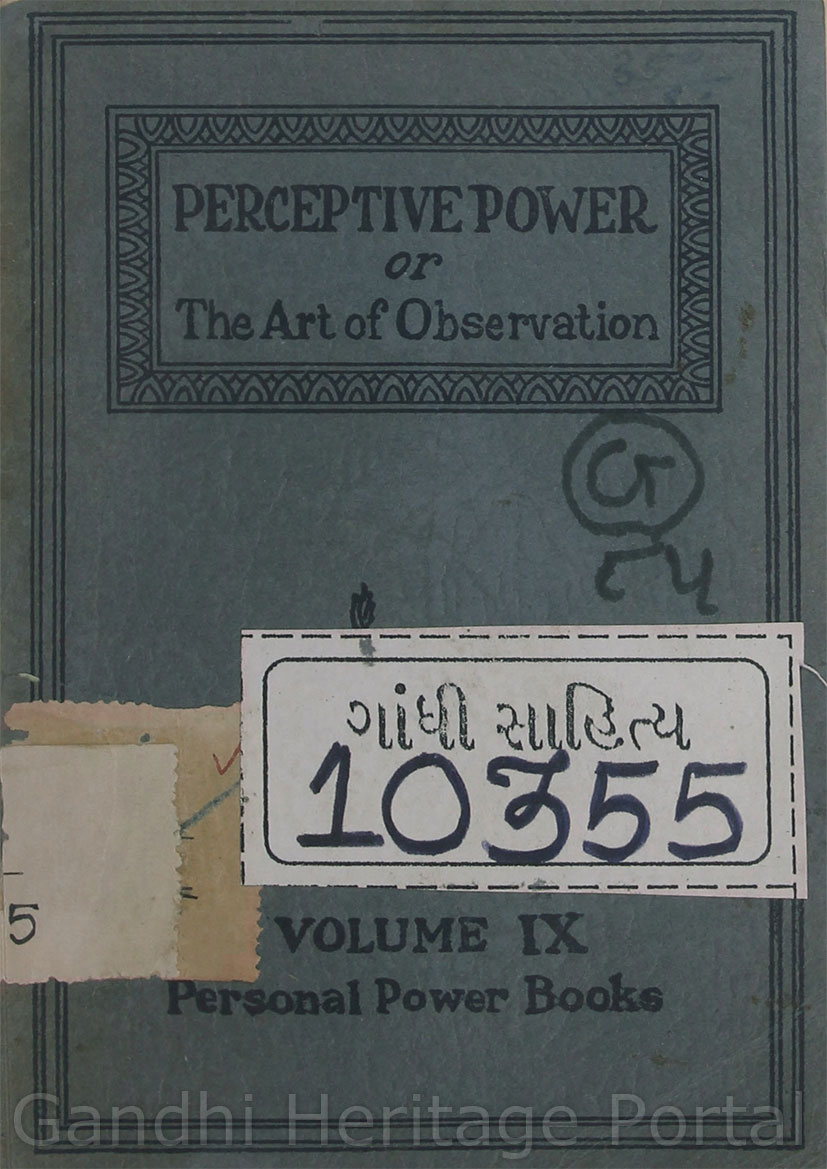 PERCEPTIVE POWER
or
The Art of Observation
ગાંધી સાહિત્ય
10355
5
VOLUME IX
Personal Power Books
Gandhi Heritage Portal